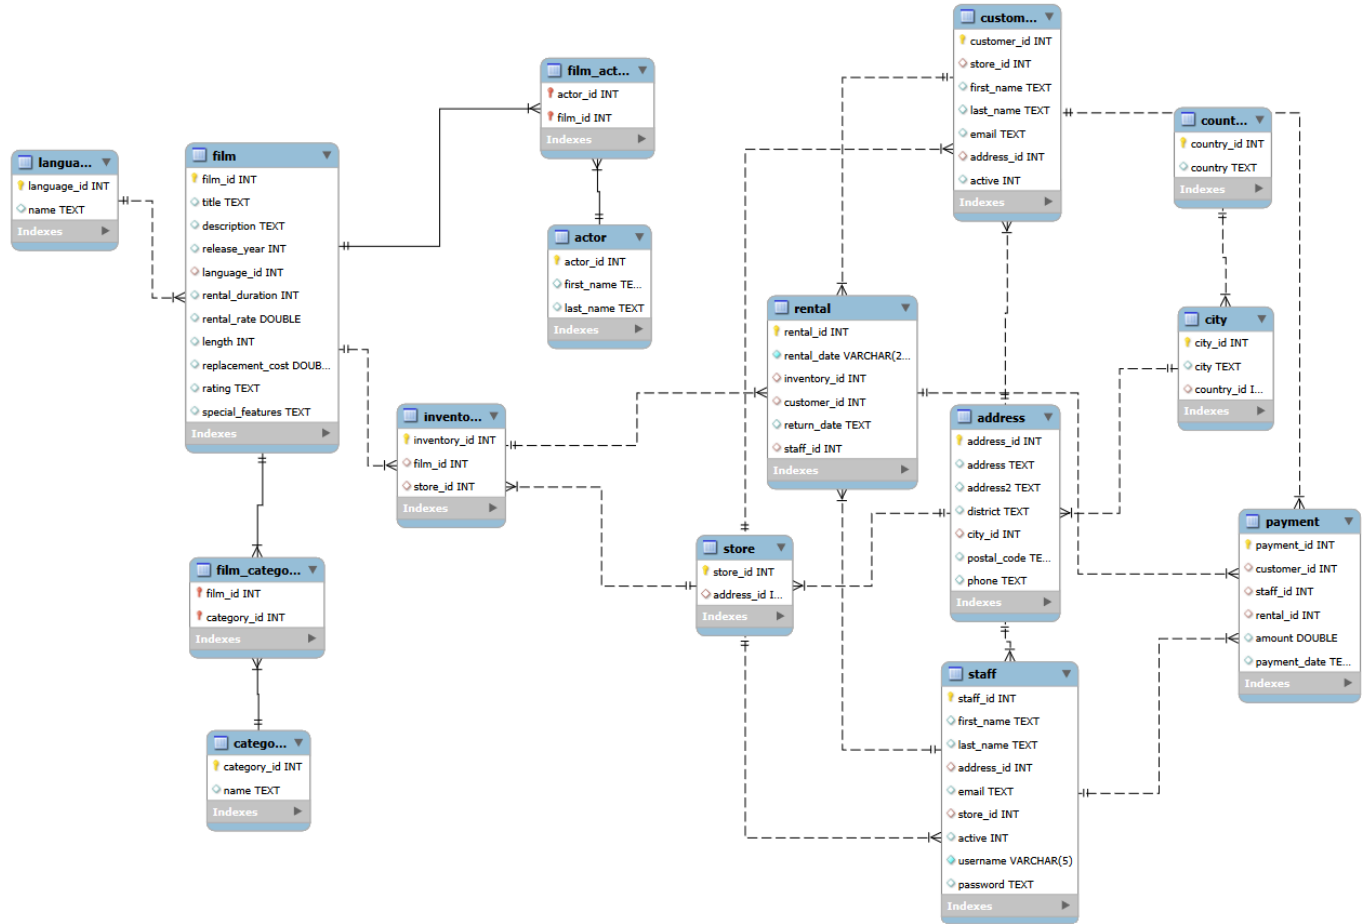 langua...
language_id INT
name TEXT
Indexes
film
film_id INT
title TEXT
description TEXT
release_year INT
language_id INT
rental_duration INT
rental_rate DOUBLE
length INT
replacement_cost DOUB...
rating TEXT
special_features TEXT
Indexes
film_catego...
film_id INT
category_id INT
Indexes
catego...
category_id INT
name TEXT
Indexes
film_act...
actor_id INT
film_id INT
Indexes
actor
actor_id INT
first_name TE...
last_name TEXT
Indexes
invento...
inventory_id INT
film_id INT
store_id INT
Indexes
rental
rental_id INT
rental_date VARCHAR(2...
inventory_id INT
customer_id INT
return_date TEXT
staff_id INT
Indexes
store
store_id INT
address_id I...
Indexes
custom...
customer_id INT
store_id INT
first_name TEXT
last_name TEXT
email TEXT
address_id INT
active INT
Indexes
address
address_id INT
address TEXT
address2 TEXT
district TEXT
city_id INT
postal_code TE...
phone TEXT
Indexes
staff
staff_id INT
first_name TEXT
last_name TEXT
address_id INT
email TEXT
store_id INT
active INT
username VARCHAR(5)
password TEXT
Indexes
count...
country_id INT
country TEXT
Indexes
city
city_id INT
city TEXT
country_id I...
Indexes
payment
payment_id INT
customer_id INT
staff_id INT
rental_id INT
amount DOUBLE
payment_date TE...
Indexes